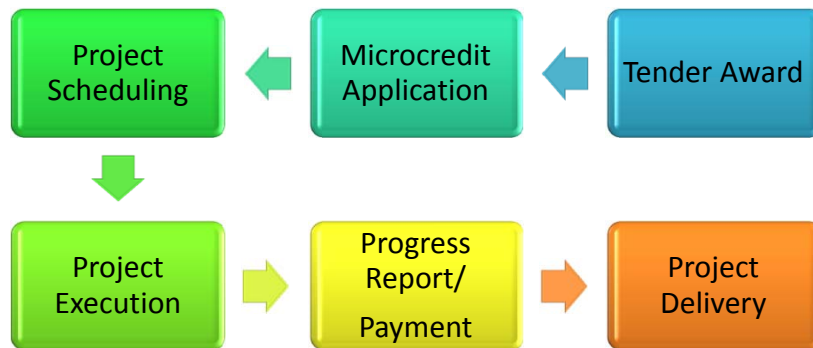 Project
Scheduling
Microcredit
Application
Tender Award
Project
Execution
Progress
Report/
Payment
Project
Delivery